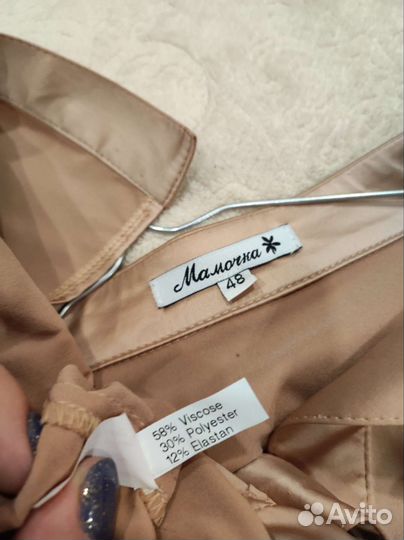 Мамочка
48
58% Viscose
30% Polyester
12% Elastan
Avito